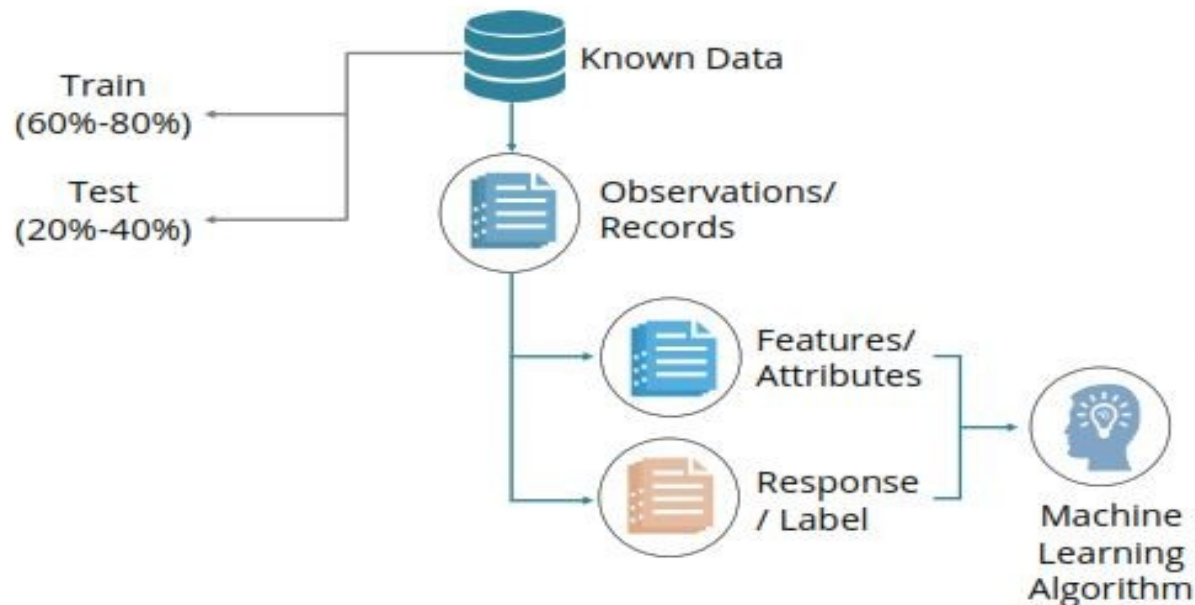 Known Data
Train
(60%-80%)
Test
(20%-40%)
Observations/
Records
Features/
Attributes
Response
/ Label
Machine
Learning
Algorithm